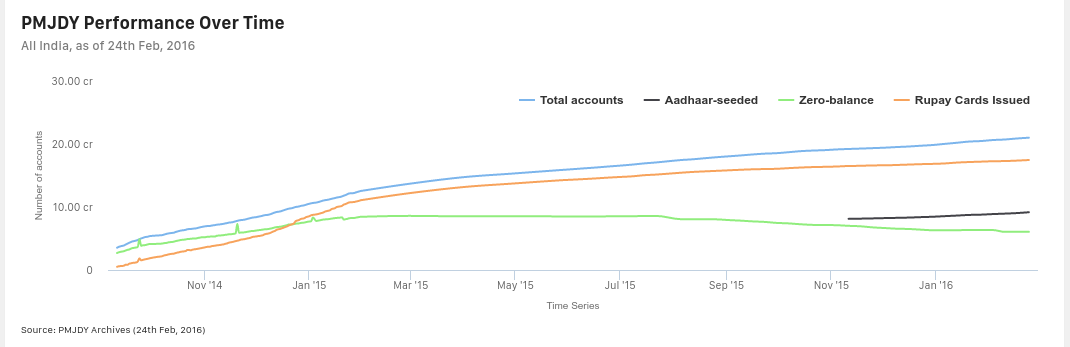 PMJDY Performance Over Time
All India, as of 24th Feb, 2016
30.00 cr
Total accounts
Aadhaar-seeded
Zero-balance
Rupay Cards Issued
20.00 cr
Number of accounts
10.00 cr
0
Nov '14
Jan '15
Mar '15
May '15
Jul '15
Sep '15
Nov '15
Jan '16
Time Series
Source: PMJDY Archives (24th Feb, 2016)